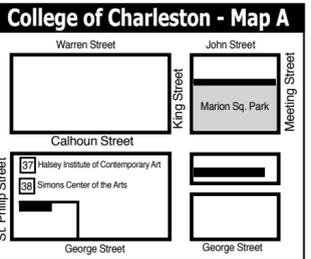 College of Charleston - Map A
Warren Street
John Street
King Street
Meeting Street
Marion Sq. Park
Calhoun Street
St. Philip Street
37 Halsey Institute of Contemporary Art
38 Simons Center of the Arts
George Street
George Street